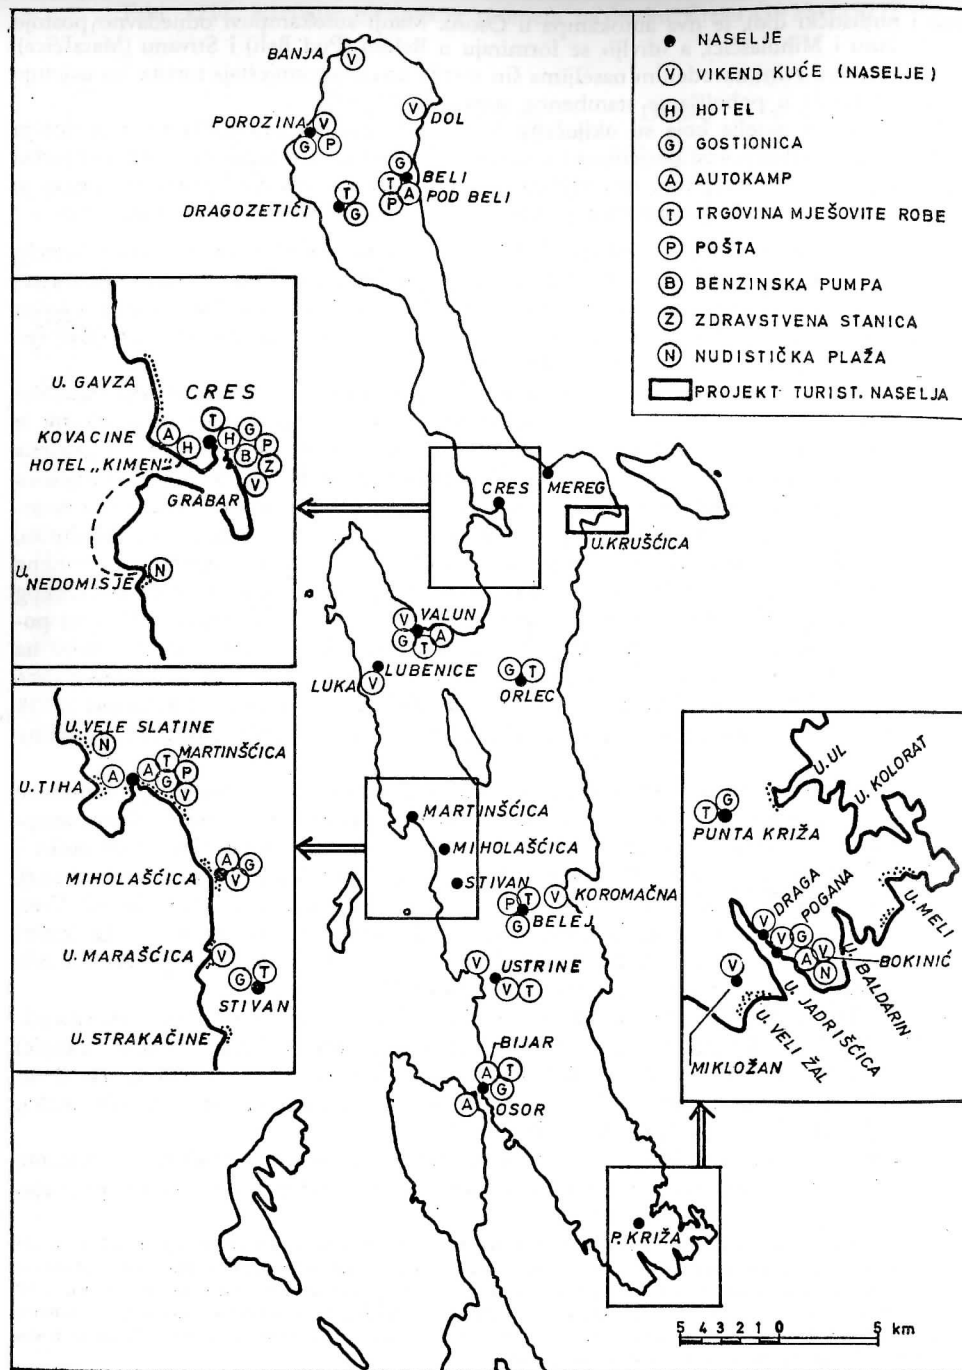 NASELJE
V VIKEND KUĆE (NASELJE)
H HOTEL
G GOSTIONICA
A AUTOKAMP
T TRGOVINA MJEŠOVITE ROBE
P POŠTA
B BENZINSKA PUMPA
Z ZDRAVSTVENA STANICA
N NUDISTIČKA PLAŽA
PROJEKT TURIST. NASELJA
BANJA V
V DOL
POROZINA V
G P
G
BELI
T A POD BELI
P
T
DRAGOZETIĆI G
U. GAVZA
CRES
T G
KOVACINE A H H P
HOTEL „KIMEN" B Z
GRABAR V
U. NEDOMISJE N
CRES
MEREG
U. KRUŠĆICA
V VALUN
G T A
LUBENICE
LUKA V
G T
ORLEC
U. VELE SLATINE
N
MARTINŠĆICA
U. TIHA A A T P
G V
MIHOLAŠĆICA A G
V
U. MARAŠĆICA V
G T
STIVAN
U. STRAKAČINE
MARTINŠĆICA
MIHOLAŠĆICA
STIVAN
P T V KOROMAČNA
G BELEJ
V USTRINE
V T
BIJAR
A T
A G
OSOR
P. KRIŽA
U. UL
U. KOLORAT
T G
PUNTA KRIŽA
U. MELI
V DRAGA
V G POGANA
A V BOKINIĆ
N
U. BALDARIN
U. JADRIŠĆICA
V
U. VELI ŽAL
MIKLOŽAN
5 4 3 2 1 0 5 km